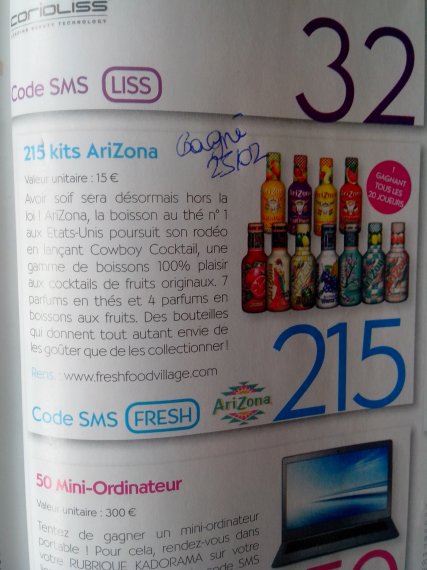 corioliss
32
Code SMS LISS
215 kits AriZona
Gagné
25/02
Valeur unitaire : 15 €
Avoir soif sera désormais hors la
loi ! AriZona, la boisson au thé n° 1
aux Etats-Unis poursuit son rodéo
en lançant Cowboy Cocktail, une
gamme de boissons 100% plaisir
aux cocktails de fruits originaux. 7
parfums en thés et 4 parfums en
boissons aux fruits. Des bouteilles
qui donnent tout autant envie de
les goûter que de les collectionner !
1
GAGNANT
TOUS LES
20 JOUEURS
Rens : www.freshfoodvillage.com
215
Code SMS FRESH
AriZona
50 Mini-Ordinateur
Valeur unitaire : 300 €
Tentez de gagner un mini-ordinateur
portable ! Pour cela, rendez-vous dans
votre RUBRIQUE KADORAMA sur votre
code SMS
50